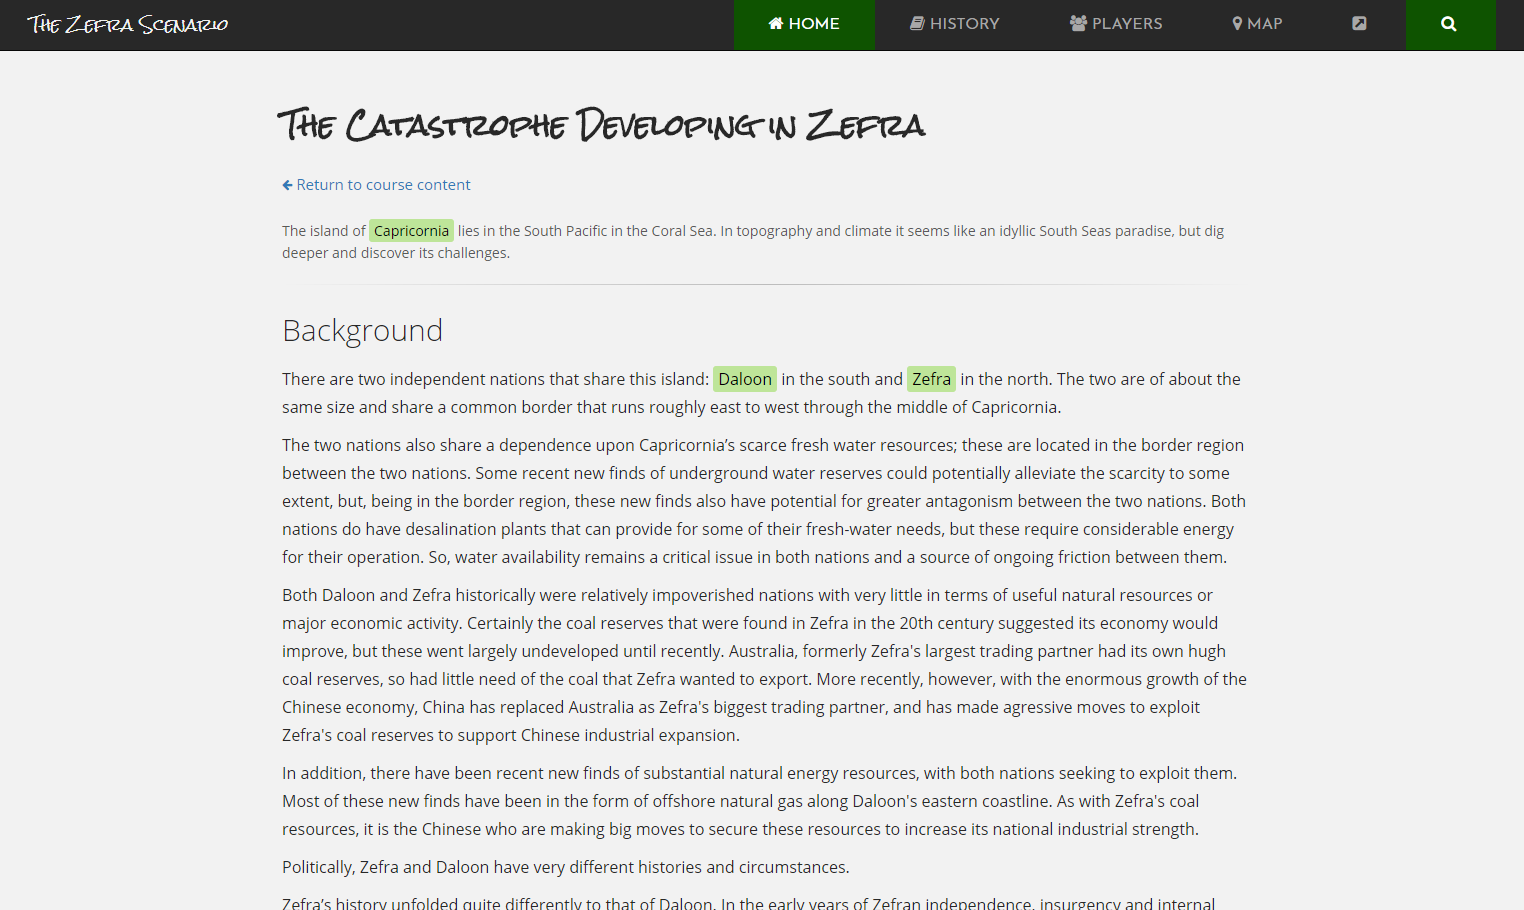 The Zefra Scenario
HOME
HISTORY
PLAYERS
MAP
The Catastrophe Developing in Zefra
Return to course content
The island of Capricornia lies in the South Pacific in the Coral Sea. In topography and climate it seems like an idyllic South Seas paradise, but dig
deeper and discover its challenges.
Background
There are two independent nations that share this island: Daloon in the south and Zefra in the north. The two are of about the
same size and share a common border that runs roughly east to west through the middle of Capricornia.
The two nations also share a dependence upon Capricornia’s scarce fresh water resources; these are located in the border region
between the two nations. Some recent new finds of underground water reserves could potentially alleviate the scarcity to some
extent, but, being in the border region, these new finds also have potential for greater antagonism between the two nations. Both
nations do have desalination plants that can provide for some of their fresh-water needs, but these require considerable energy
for their operation. So, water availability remains a critical issue in both nations and a source of ongoing friction between them.
Both Daloon and Zefra historically were relatively impoverished nations with very little in terms of useful natural resources or
major economic activity. Certainly the coal reserves that were found in Zefra in the 20th century suggested its economy would
improve, but these went largely undeveloped until recently. Australia, formerly Zefra's largest trading partner had its own hugh
coal reserves, so had little need of the coal that Zefra wanted to export. More recently, however, with the enormous growth of the
Chinese economy, China has replaced Australia as Zefra's biggest trading partner, and has made agressive moves to exploit
Zefra's coal reserves to support Chinese industrial expansion.
In addition, there have been recent new finds of substantial natural energy resources, with both nations seeking to exploit them.
Most of these new finds have been in the form of offshore natural gas along Daloon's eastern coastline. As with Zefra's coal
resources, it is the Chinese who are making big moves to secure these resources to increase its national industrial strength.
Politically, Zefra and Daloon have very different histories and circumstances.
Zefra’s history unfolded quite differently to that of Daloon. In the early years of Zefran independence, insurgency and internal